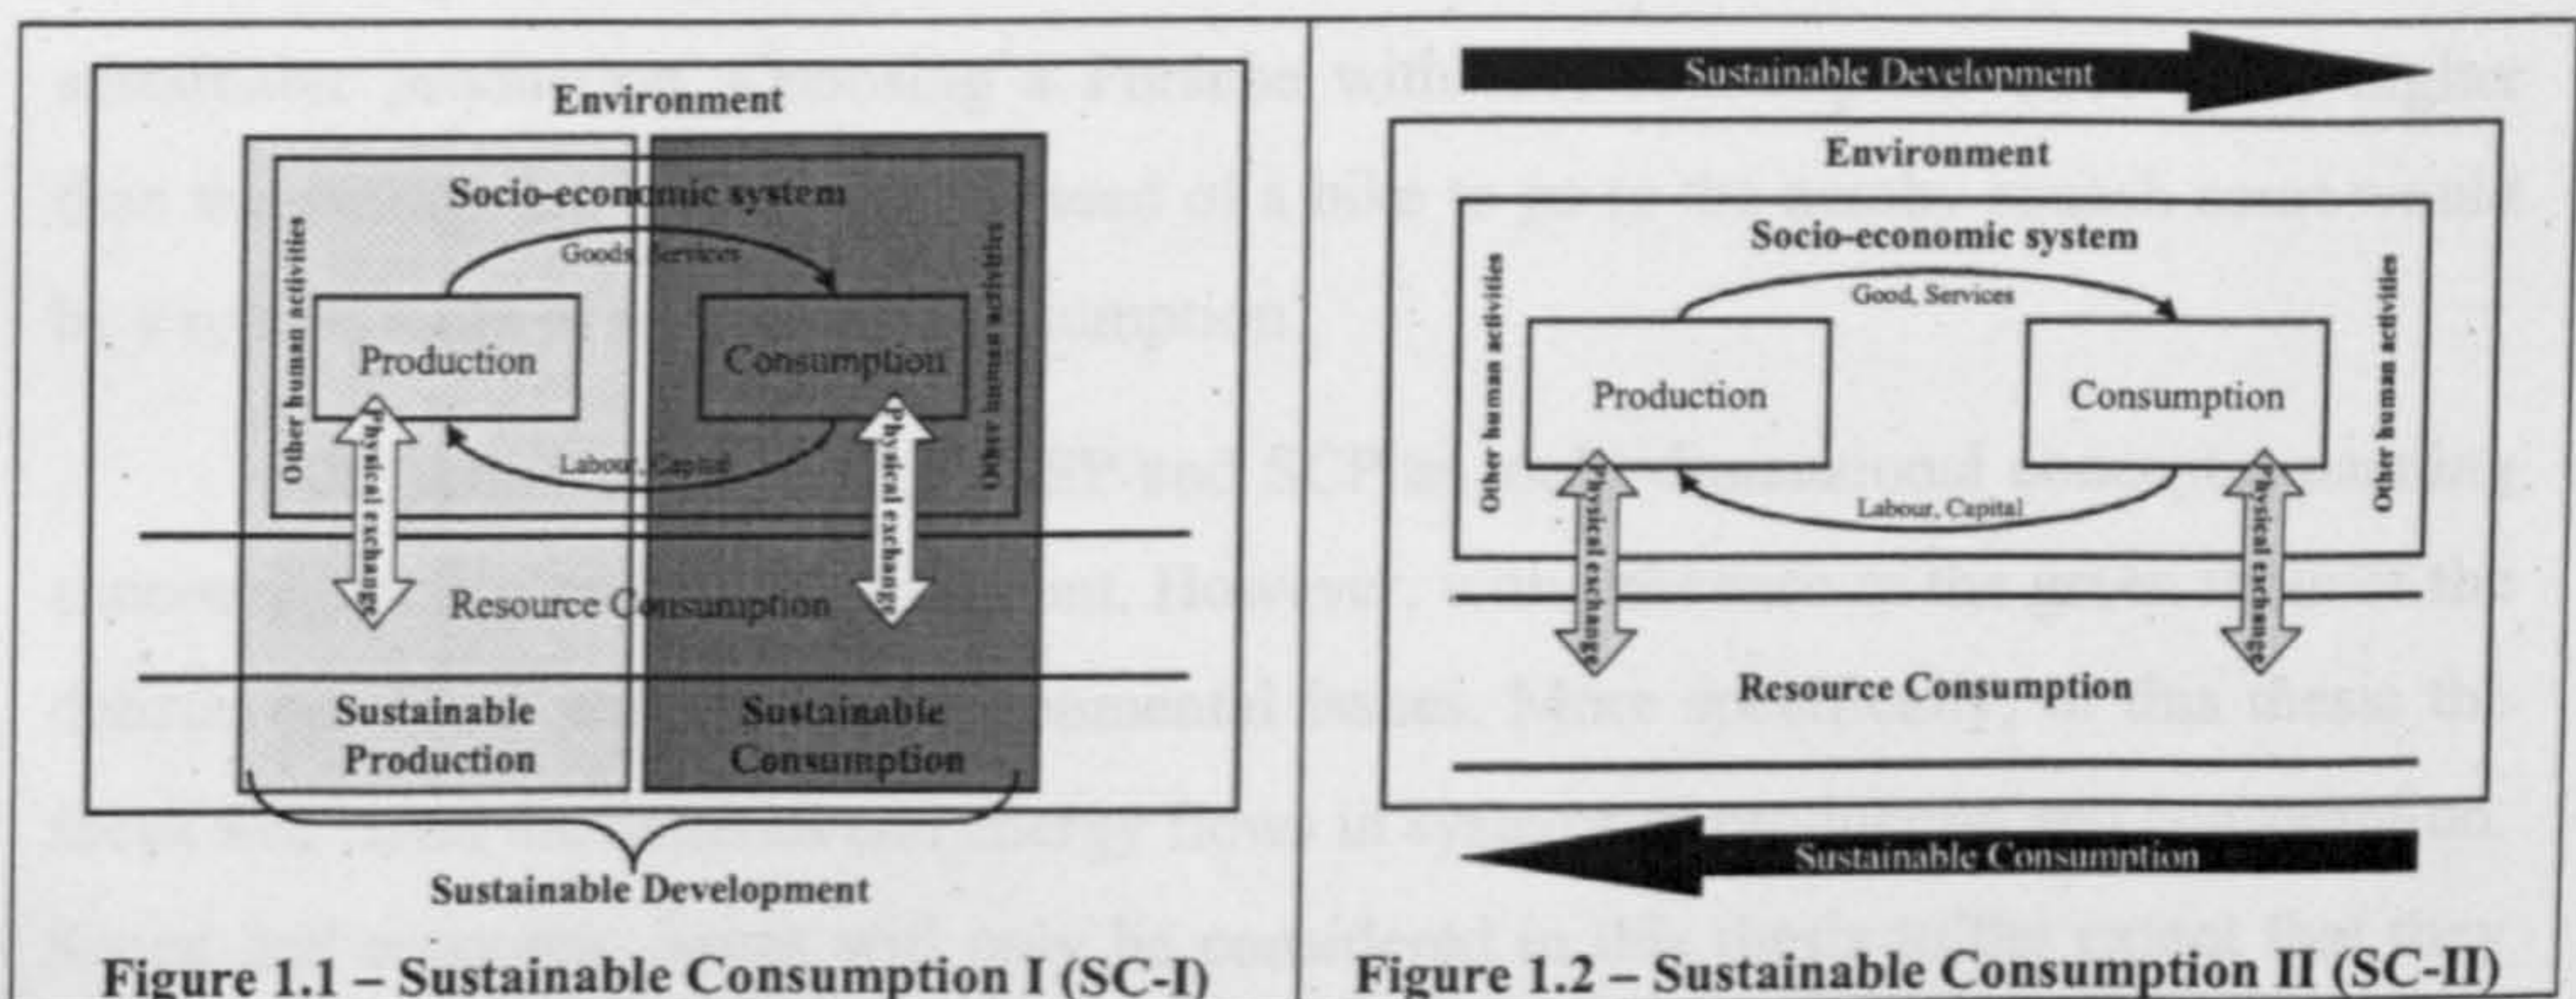 Environment
Socio-economic system
Other human activities
Goods, Services
Other human activities
Production
Consumption
Labour, Capital
Physical exchange
Physical exchange
Resource Consumption
Sustainable
Production
Sustainable
Consumption
Sustainable Development
Figure 1.1 – Sustainable Consumption I (SC-I)
Sustainable Development
Environment
Socio-economic system
Other human activities
Good, Services
Other human activities
Production
Consumption
Labour, Capital
Physical exchange
Physical exchange
Resource Consumption
Sustainable Consumption
Figure 1.2 – Sustainable Consumption II (SC-II)